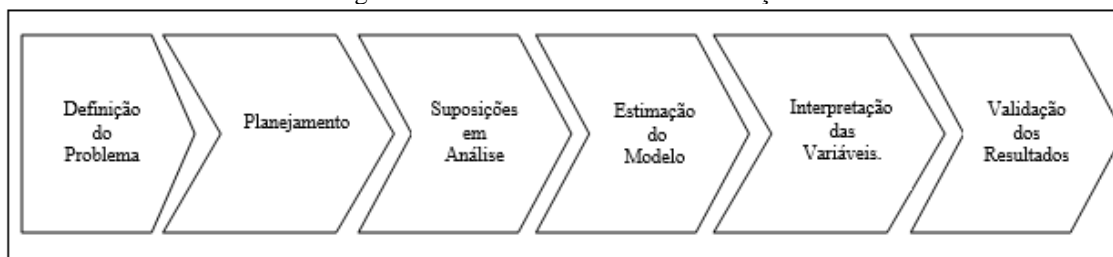 Definição
do
Problema
Planejamento
Suposições
em
Análise
Estimação
do
Modelo
Interpretação
das
Variáveis.
Validação
dos
Resultados